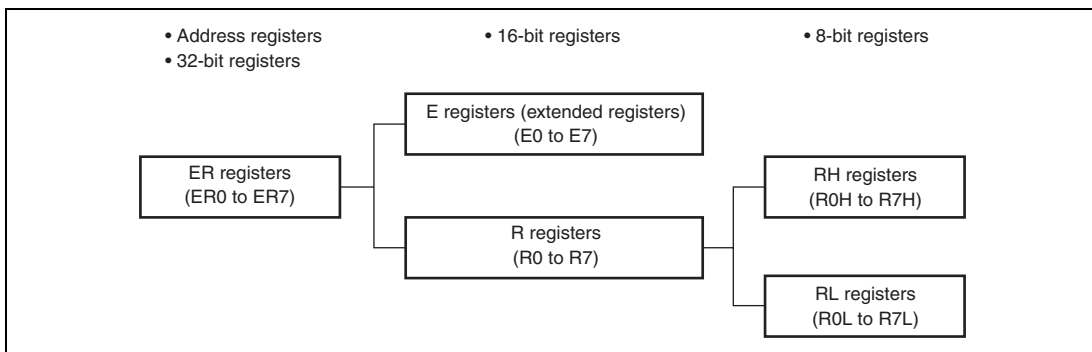 • Address registers
• 32-bit registers
• 16-bit registers
• 8-bit registers
E registers (extended registers)
(E0 to E7)
ER registers
(ER0 to ER7)
RH registers
(R0H to R7H)
R registers
(R0 to R7)
RL registers
(R0L to R7L)